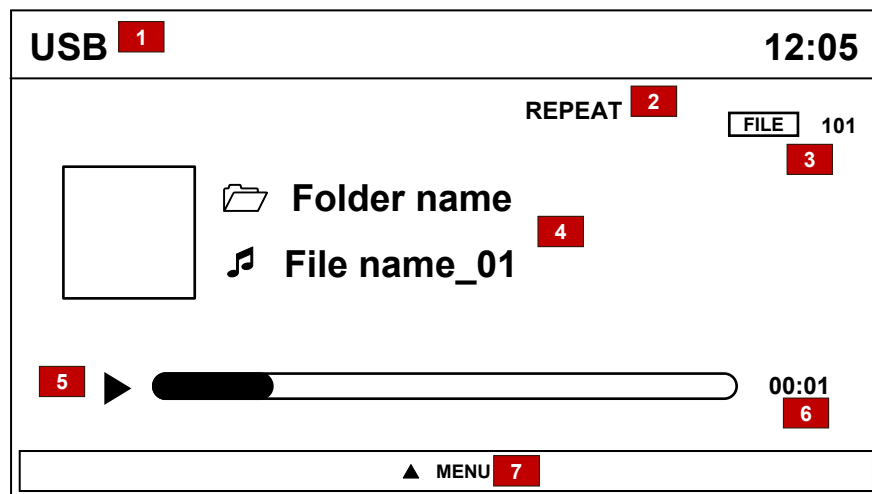 USB 1 12:05
REPEAT 2
FILE 101
3
Folder name
4
File name_01
5 00:01
6
▲ MENU 7